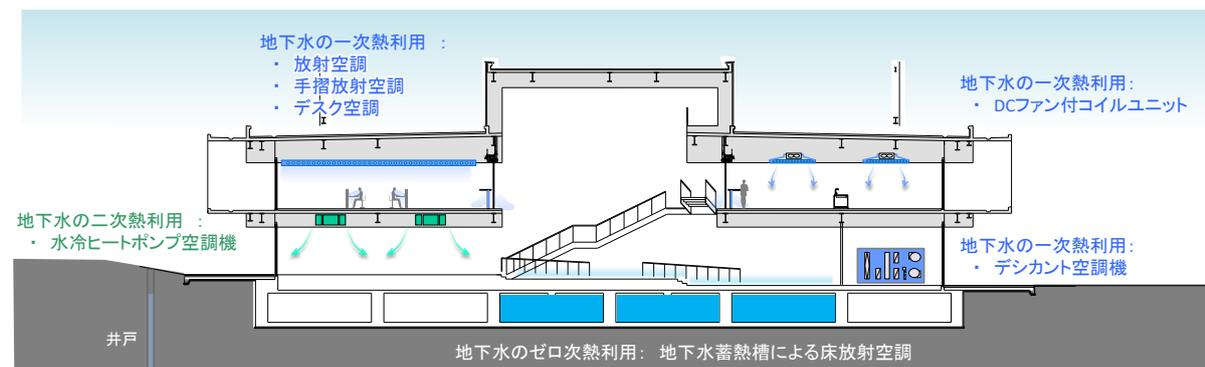 地下水の一次熱利用 ：
・ 放射空調
・ 手摺放射空調
・ デスク空調
地下水の一次熱利用：
・ DCファン付コイルユニット
地下水の二次熱利用 ：
・ 水冷ヒートポンプ空調機
地下水の一次熱利用：
・ デシカント空調機
井戸
地下水のゼロ次熱利用： 地下水蓄熱槽による床放射空調